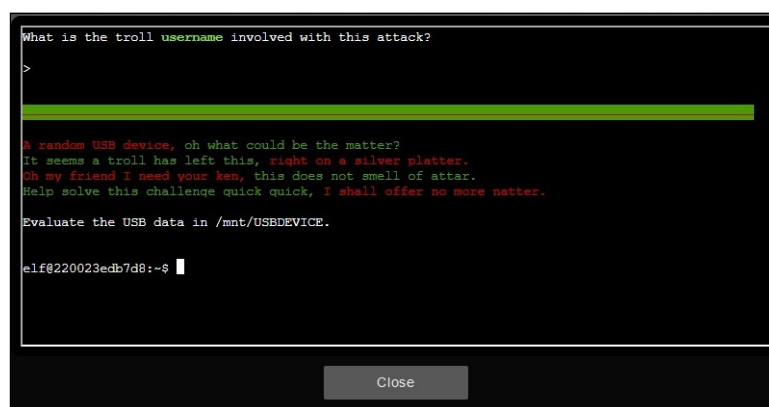 What is the troll username involved with this attack?
>
A random USB device, oh what could be the matter?
It seems a troll has left this, right on a silver platter.
Oh my friend I need your ken, this does not smell of attar.
Help solve this challenge quick quick, I shall offer no more natter.
Evaluate the USB data in /mnt/USBDEVICE.
elf@220023edb7d8:~$
Close